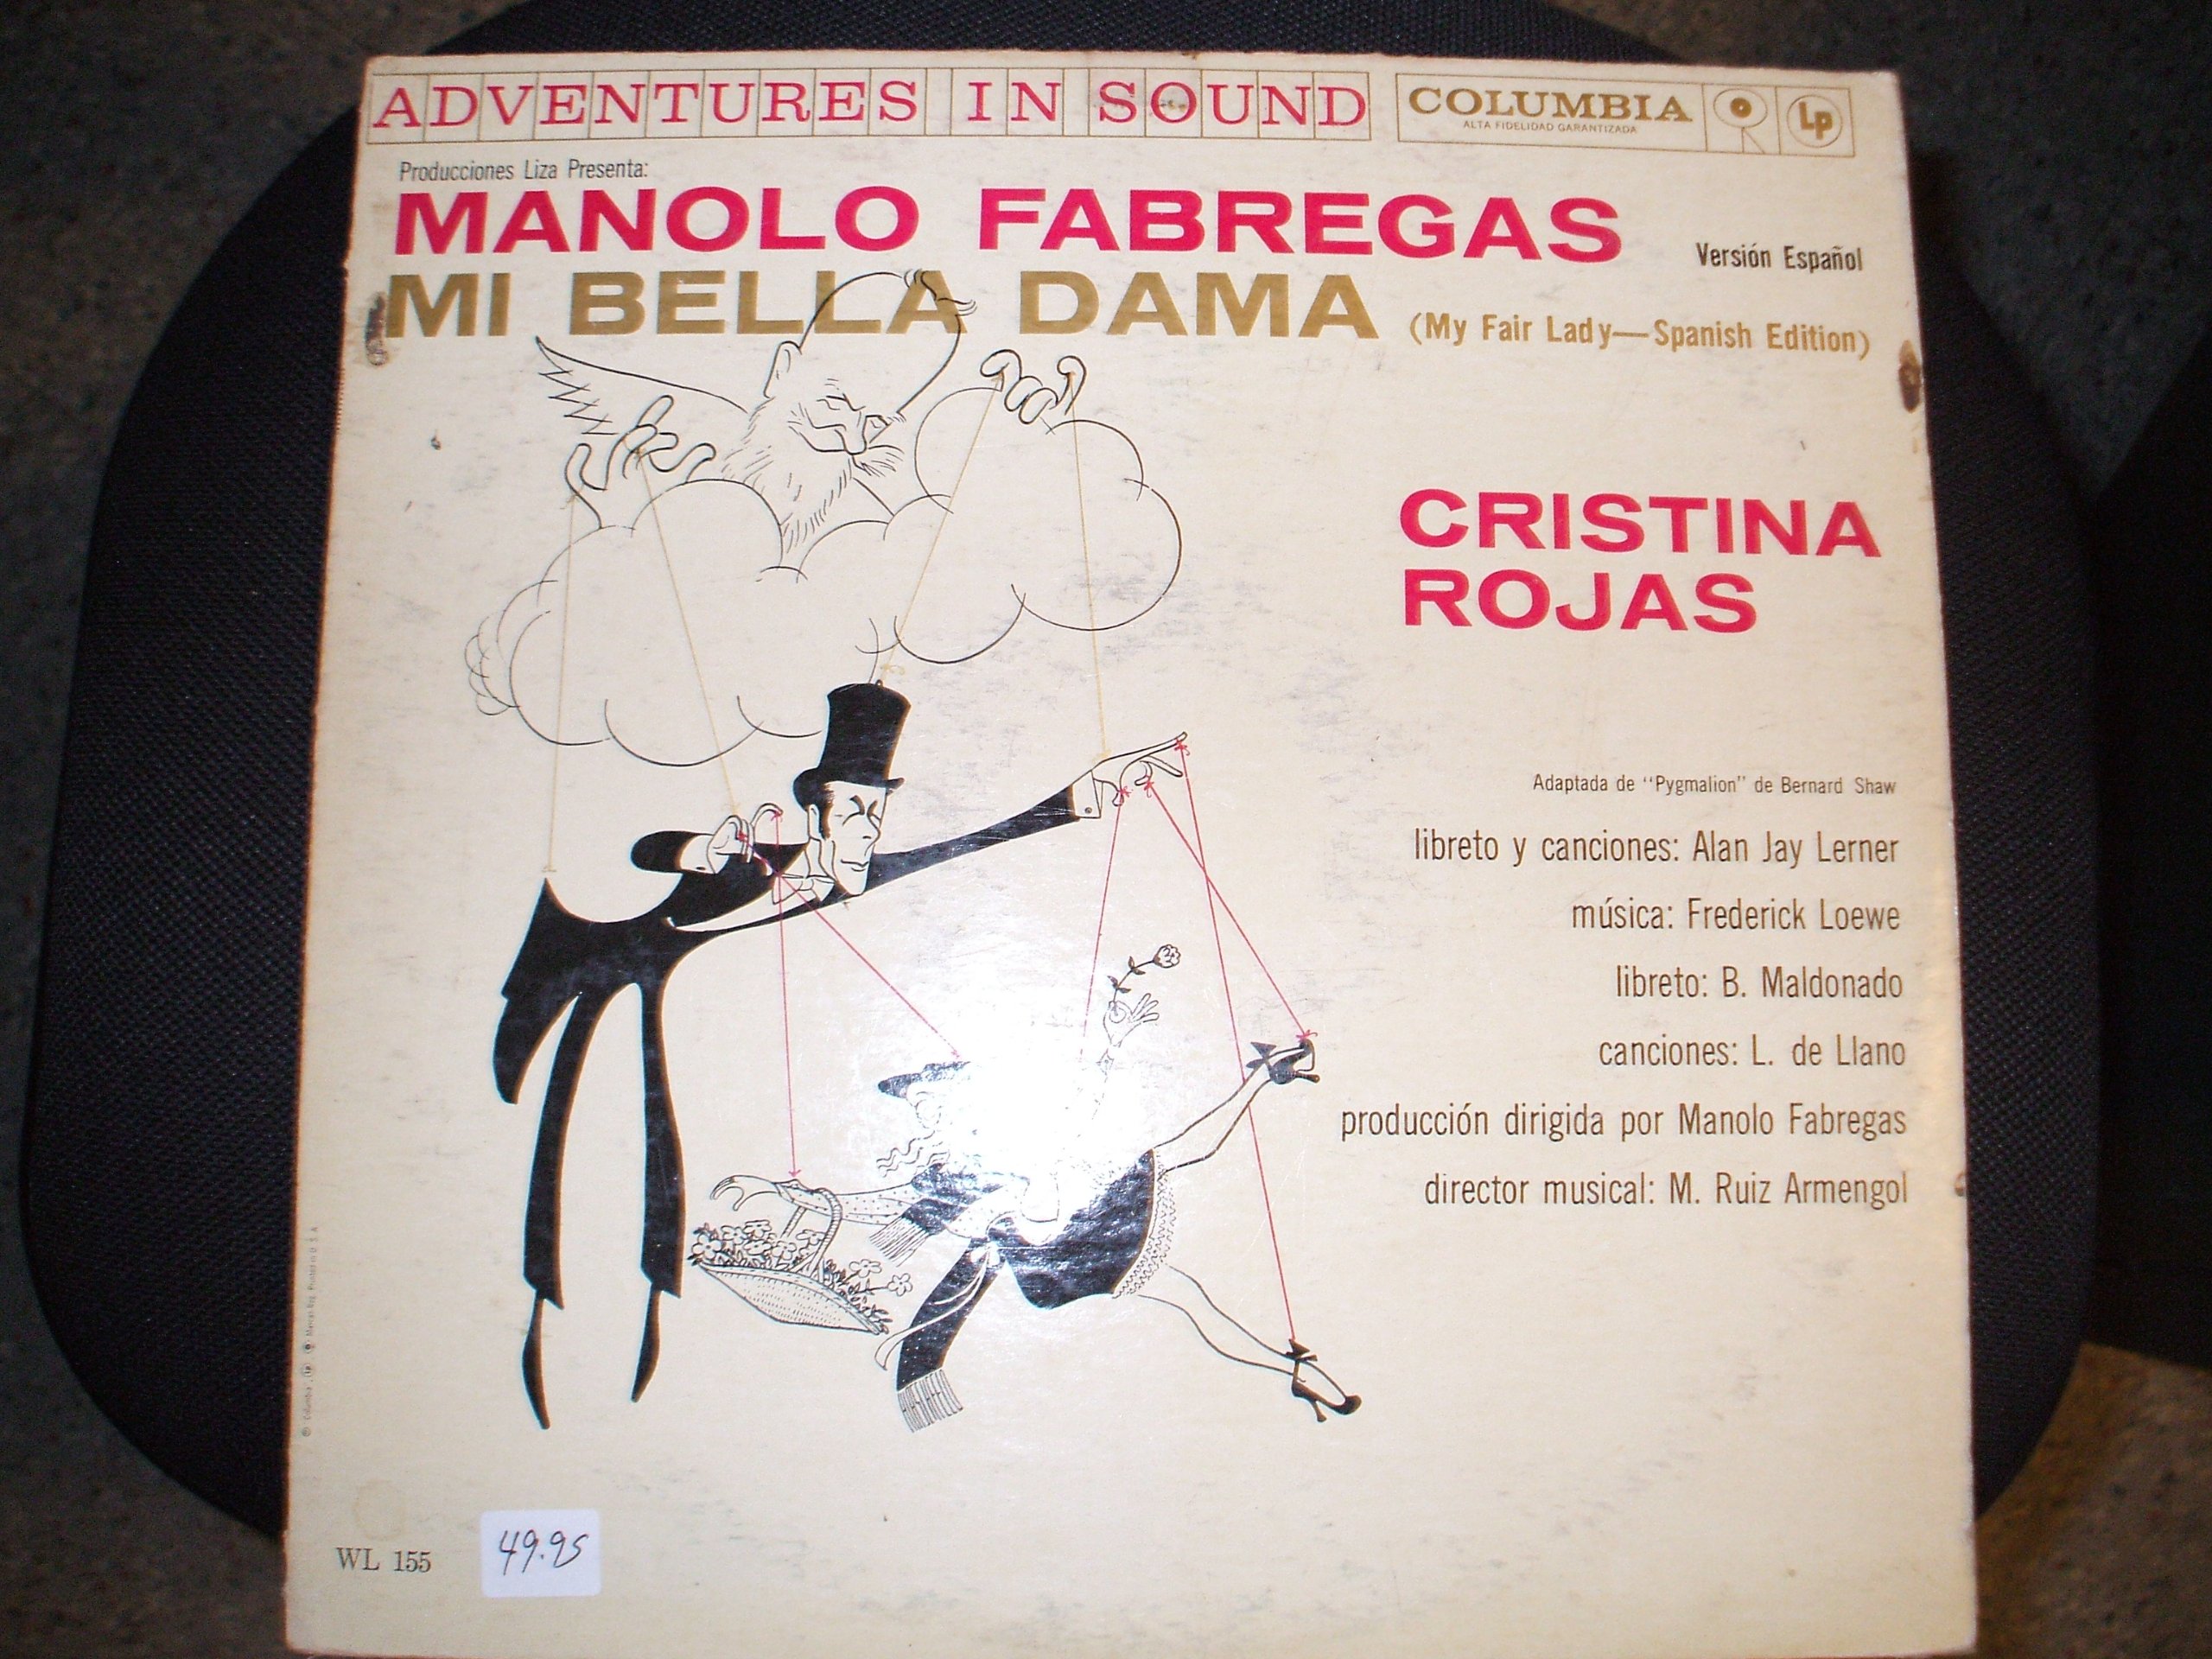 ADVENTURES IN SOUND
COLUMBIA
ALTA FIDELIDAD GARANTIZADA
Lp
Producciones Liza Presenta:
MANOLO FABREGAS
Versión Español
MI BELLA DAMA (My Fair Lady—Spanish Edition)
CRISTINA
ROJAS
Adaptada de "Pygmalion" de Bernard Shaw
libreto y canciones: Alan Jay Lerner
música: Frederick Loewe
libreto: B. Maldonado
canciones: L. de Llano
producción dirigida por Manolo Fabregas
director musical: M. Ruiz Armengol
WL 155
49.95